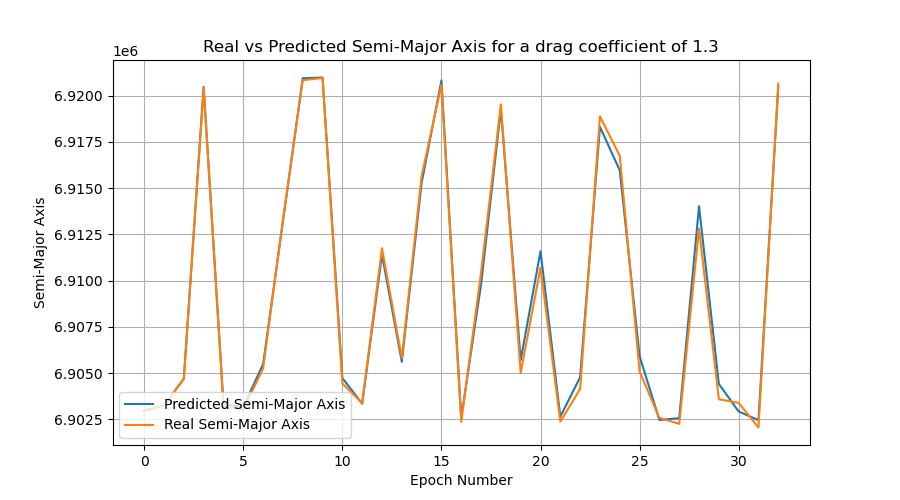 Real vs Predicted Semi-Major Axis for a drag coefficient of 1.3
1e6
6.9200
6.9175
6.9150
6.9125
6.9100
6.9075
6.9050
6.9025
Semi-Major Axis
Predicted Semi-Major Axis
Real Semi-Major Axis
0 5 10 15 20 25 30
Epoch Number